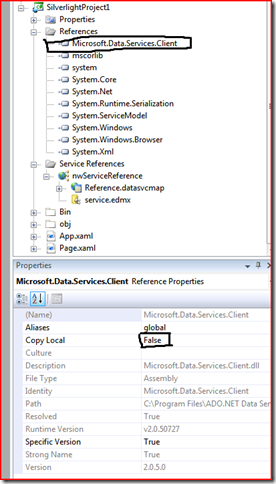 SilverlightProject1
Properties
References
Microsoft.Data.Services.Client
mscorlib
system
System.Core
System.Net
System.Runtime.Serialization
System.ServiceModel
System.Windows
System.Windows.Browser
System.Xml
Service References
nwServiceReference
Reference.datasvcmap
service.edmx
Bin
obj
App.xaml
Page.xaml
Properties
Microsoft.Data.Services.Client Reference Properties
(Name) Microsoft.Data.Services.Client
Aliases global
Copy Local False
Culture
Description Microsoft.Data.Services.Client.dll
File Type Assembly
Identity Microsoft.Data.Services.Client
Path C:\Program Files\ADO.NET Data Ser
Resolved True
Runtime Version v2.0.50727
Specific Version True
Strong Name True
Version 2.0.5.0